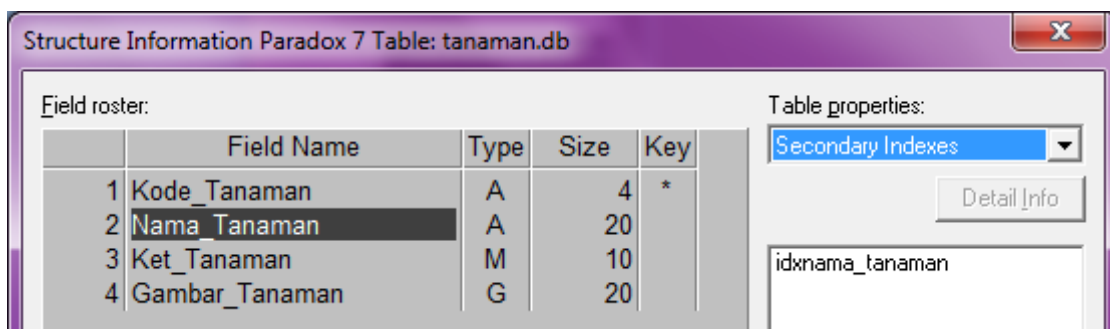 Structure Information Paradox 7 Table: tanaman.db
Field roster:
Table properties:
Field Name Type Size Key
Secondary Indexes
1 Kode_Tanaman A 4 *
Detail Info
2 Nama_Tanaman A 20
3 Ket_Tanaman M 10
idxnama_tanaman
4 Gambar_Tanaman G 20